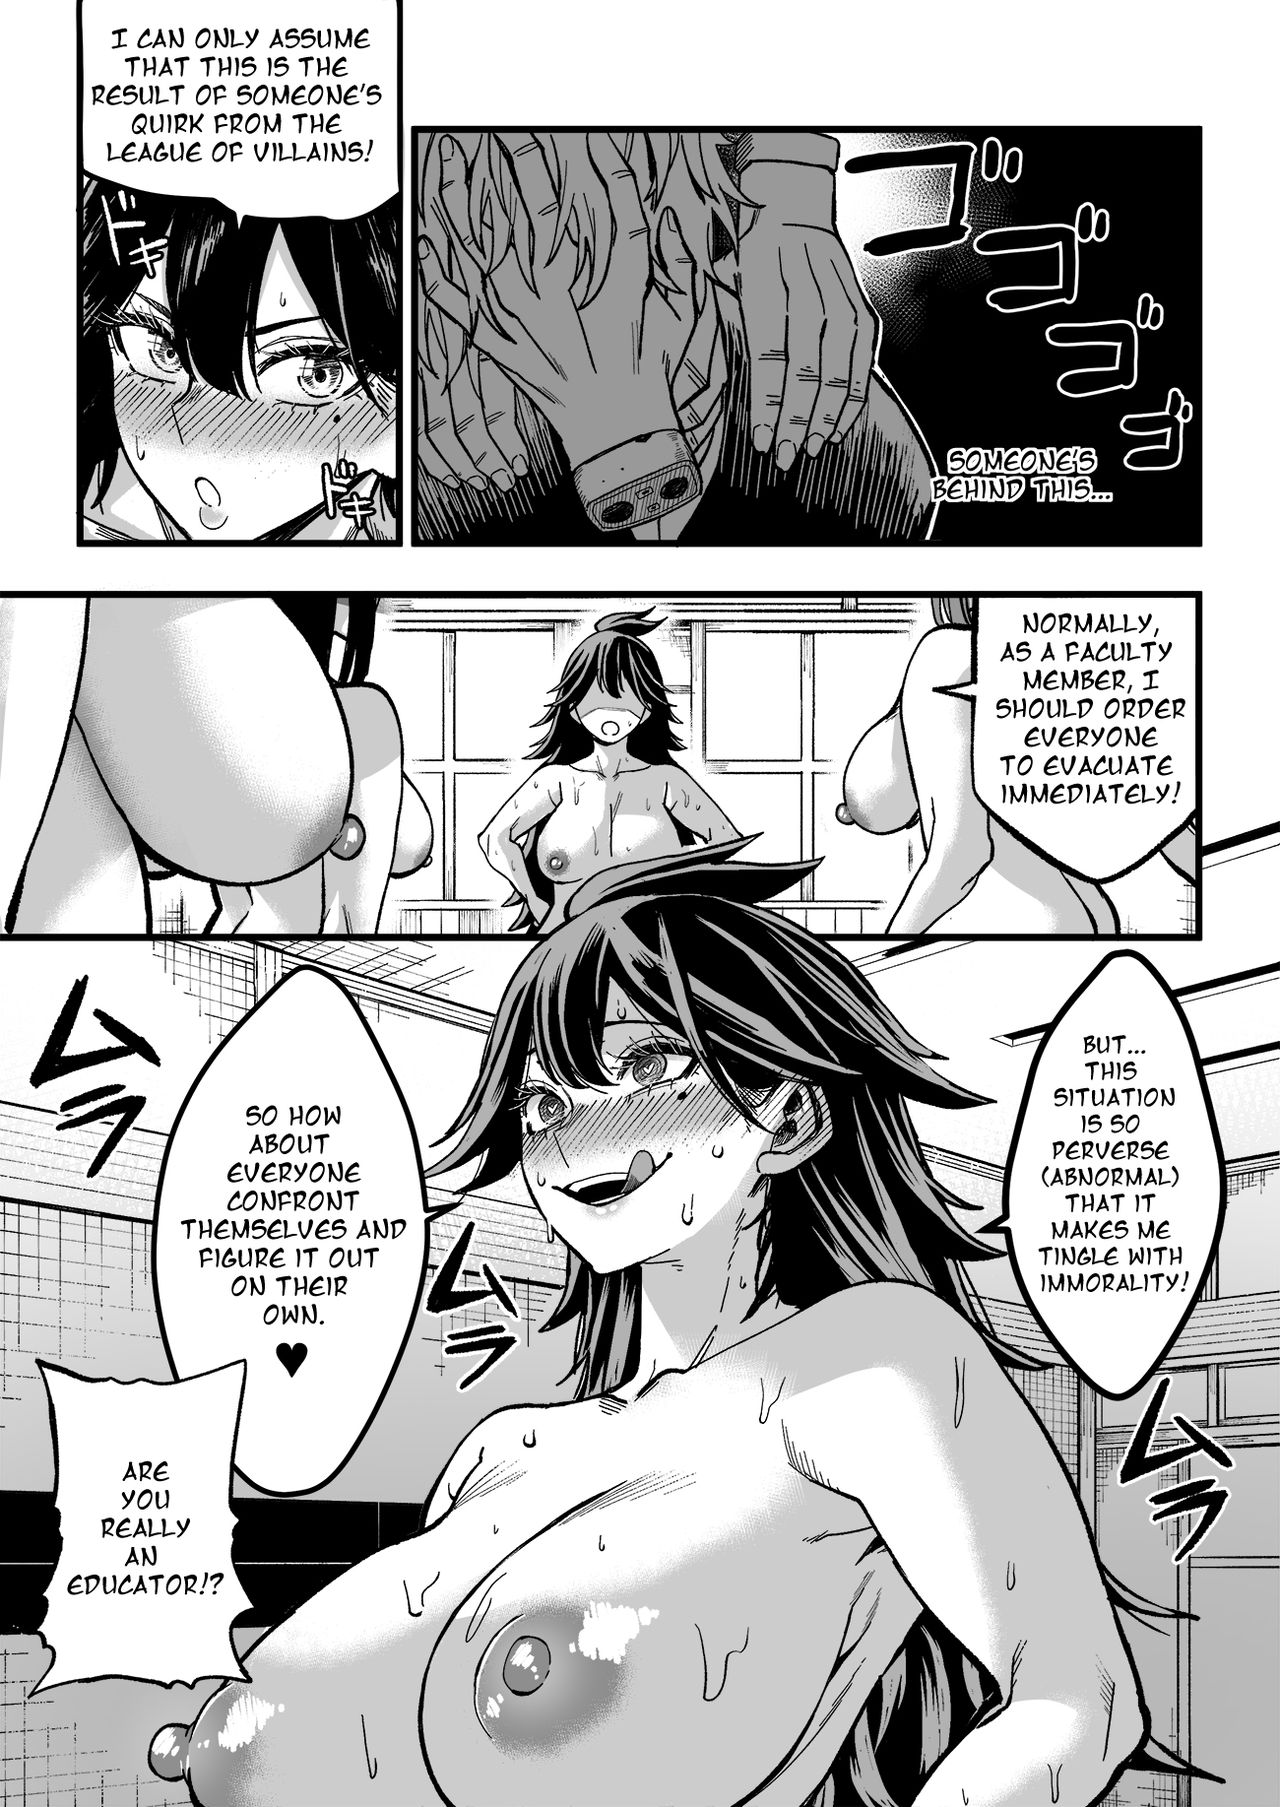 ゴ
ゴ
ゴ
ゴ
SOMEONE'S
BEHIND THIS...
I CAN ONLY ASSUME
THAT THIS IS THE
RESULT OF SOMEONE'S
QUIRK FROM THE
LEAGUE OF VILLAINS!
ドキ
ドキ
NORMALLY,
AS A FACULTY
MEMBER, I
SHOULD ORDER
EVERYONE
TO EVACUATE
IMMEDIATELY!
BUT...
THIS
SITUATION
IS SO
PERVERSE
(ABNORMAL)
THAT IT
MAKES ME
TINGLE WITH
IMMORALITY!
ムラ
ムラ
SO HOW
ABOUT
EVERYONE
CONFRONT
THEMSELVES AND
FIGURE IT OUT
ON THEIR
OWN.
♥
ムラ
ARE
YOU
REALLY
AN
EDUCATOR!?